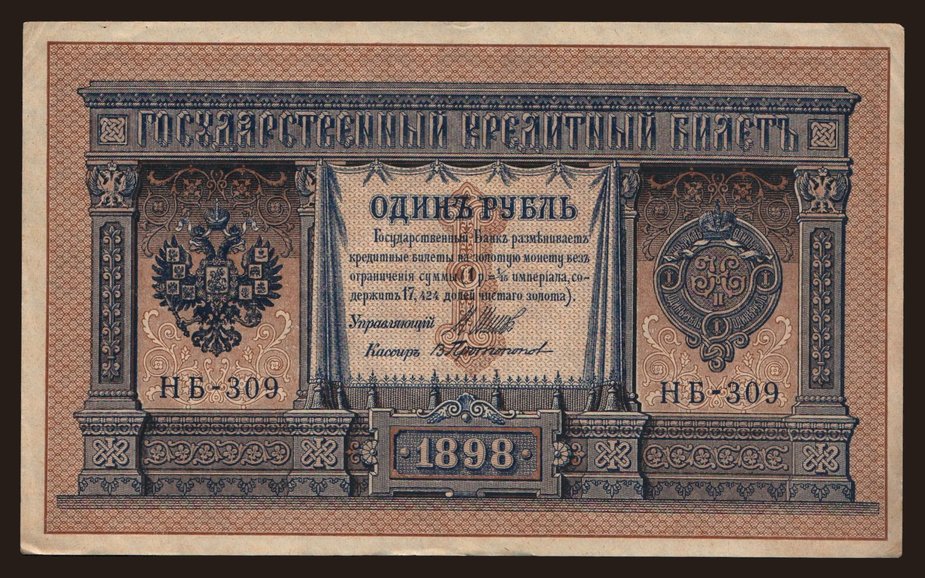 ГОСУДАРСТВЕННЫЙ КРЕДИТНЫЙ БИЛЕТЪ
ОДИНЪ РУБЛЬ
Государственный Банкъ размѣниваетъ
кредитные билеты на золотую монету безъ
ограниченія суммы (1 р.= 1/15 имперіала, со-
держитъ 17,424 долей чистаго золота).
Управляющій
Кассиръ В Протопопов
НБ-309
НБ-309
1898